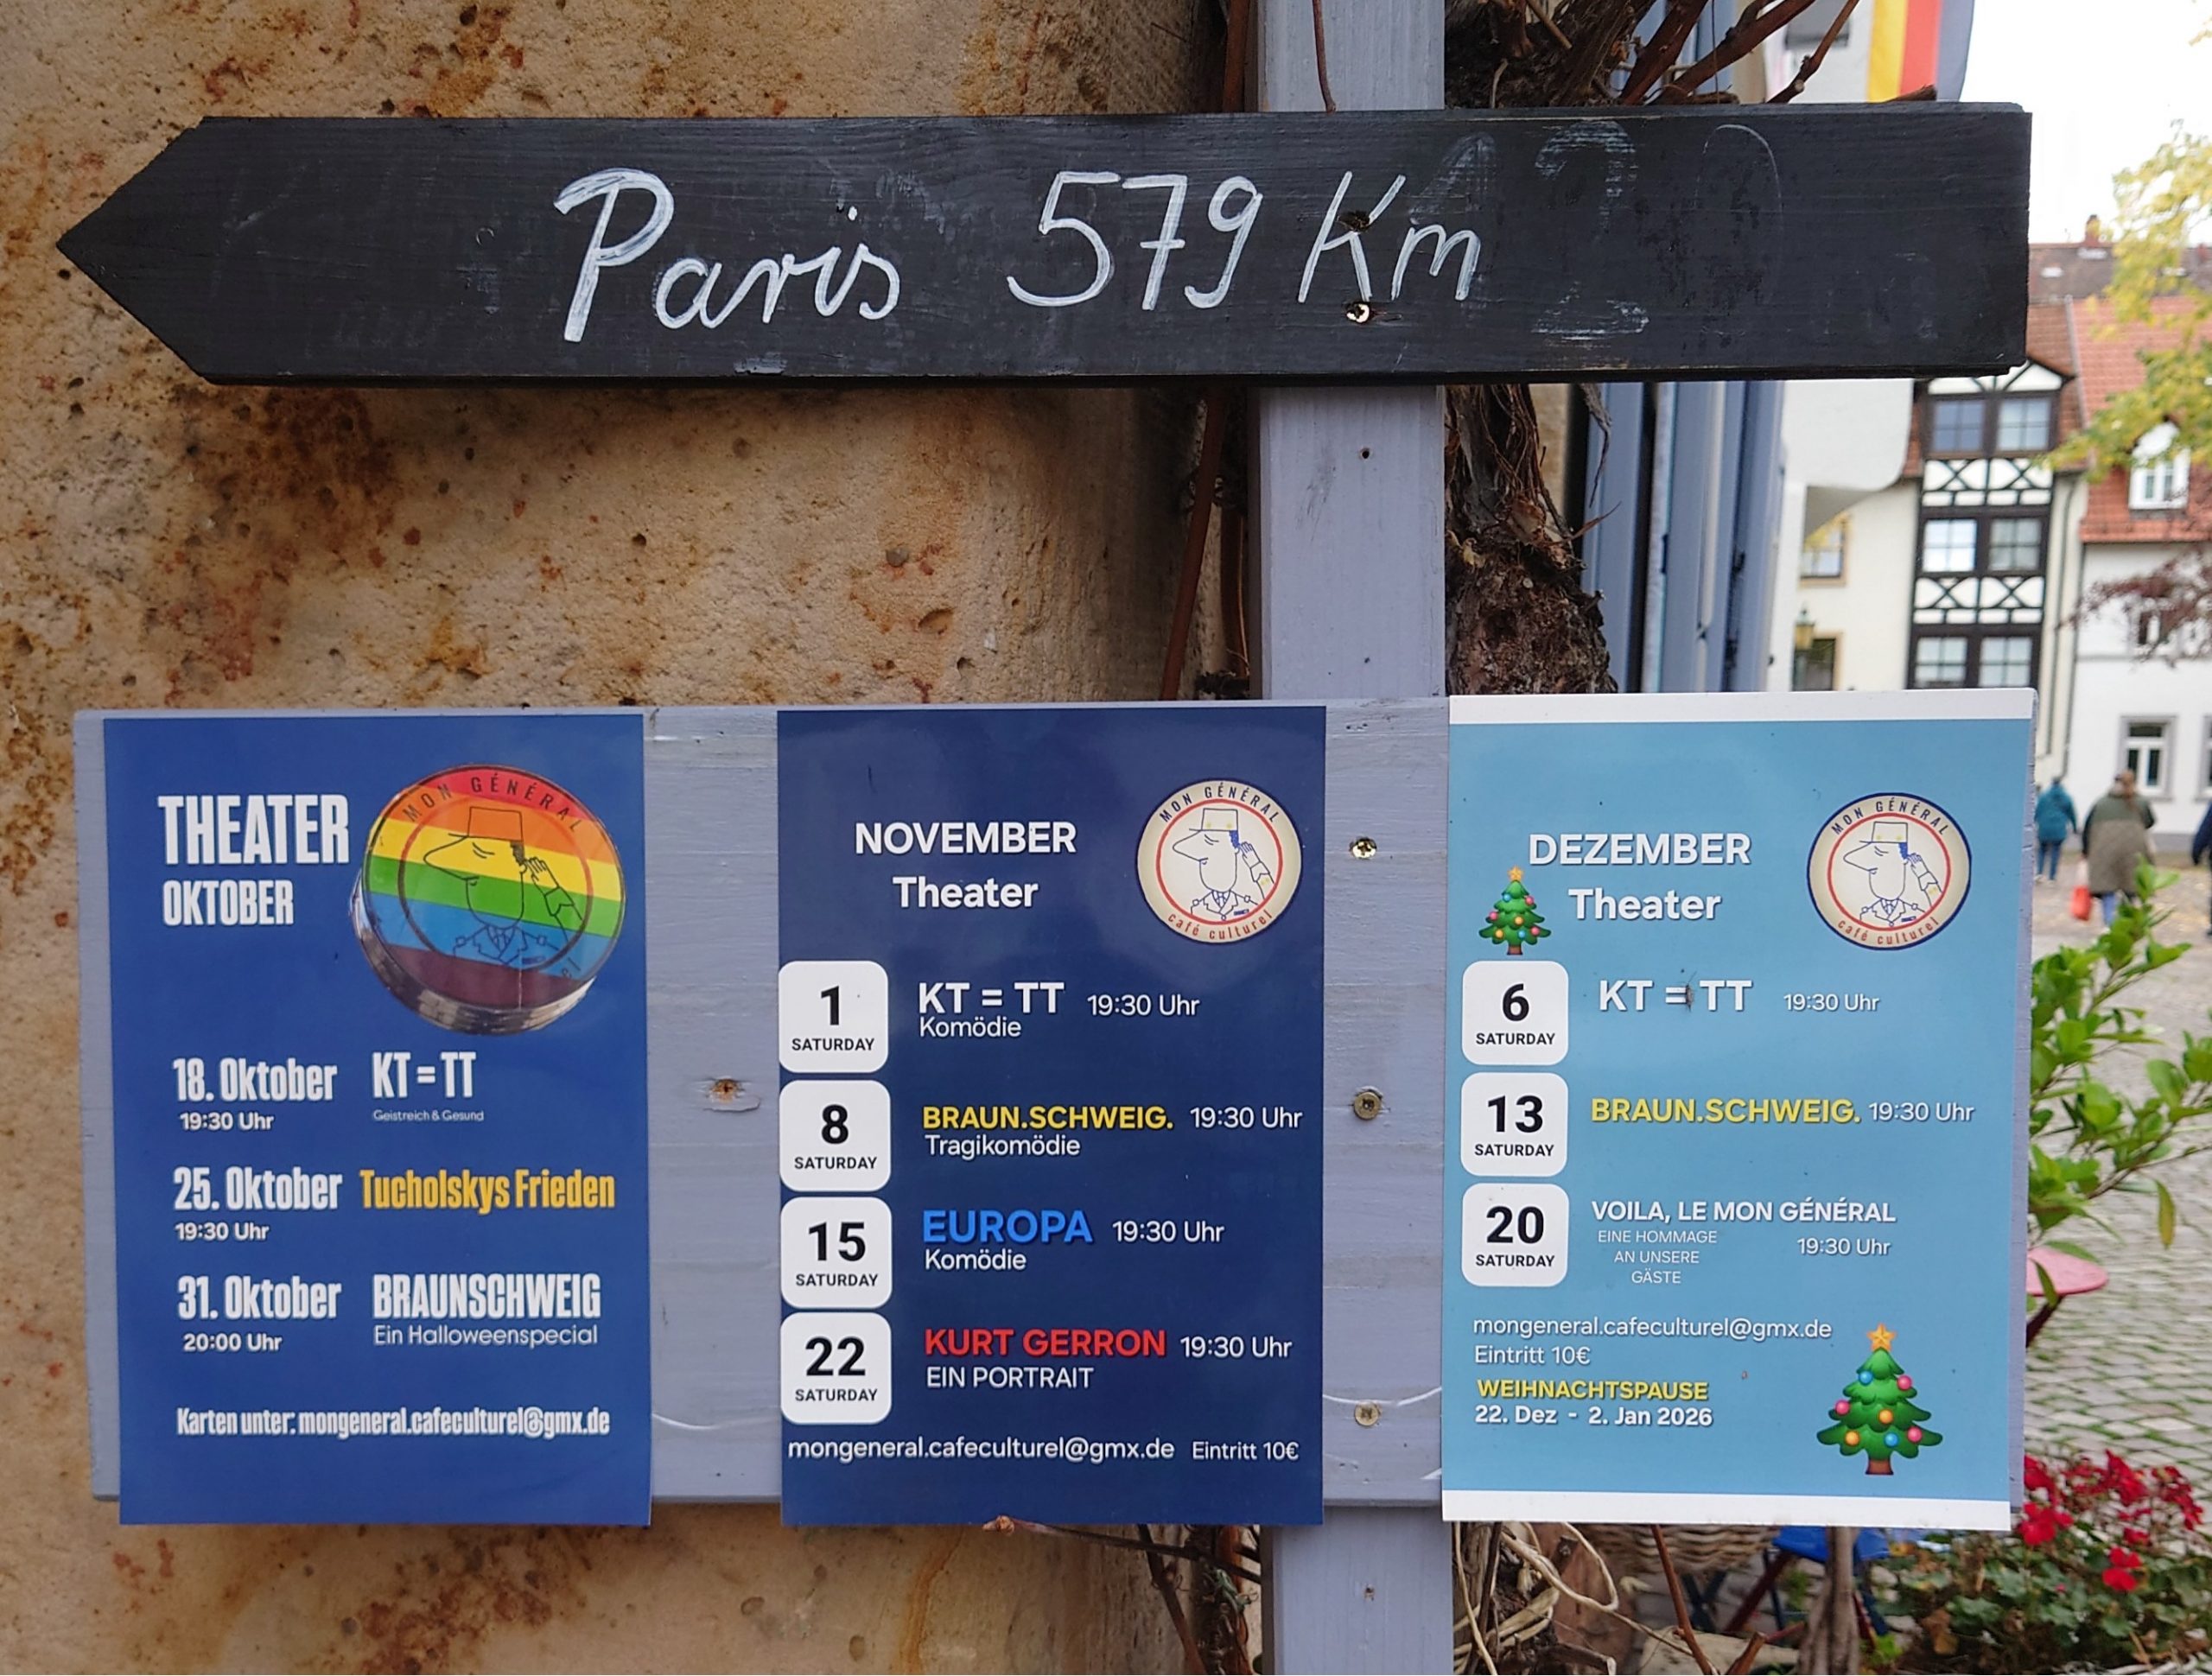 Paris 579 Km
THEATER
OKTOBER
MON GÉNÉRAL
18. Oktober KT=TT
19:30 Uhr Geistreich & Gesund
25. Oktober Tucholskys Frieden
19:30 Uhr
31. Oktober BRAUNSCHWEIG
20:00 Uhr Ein Halloweenspecial
Karten unter: mongeneral.cafeculturel@gmx.de
NOVEMBER
Theater
MON GÉNÉRAL
café culturel
1 KT = TT 19:30 Uhr
SATURDAY Komödie
8 BRAUN.SCHWEIG. 19:30 Uhr
SATURDAY Tragikomödie
15 EUROPA 19:30 Uhr
SATURDAY Komödie
22 KURT GERRON 19:30 Uhr
SATURDAY EIN PORTRAIT
mongeneral.cafeculturel@gmx.de Eintritt 10€
DEZEMBER
Theater
MON GÉNÉRAL
café culturel
6 KT = TT 19:30 Uhr
SATURDAY
13 BRAUN.SCHWEIG. 19:30 Uhr
SATURDAY
20 VOILA, LE MON GÉNÉRAL
SATURDAY EINE HOMMAGE 19:30 Uhr
AN UNSERE
GÄSTE
mongeneral.cafeculturel@gmx.de
Eintritt 10€
WEIHNACHTSPAUSE
22. Dez - 2. Jan 2026